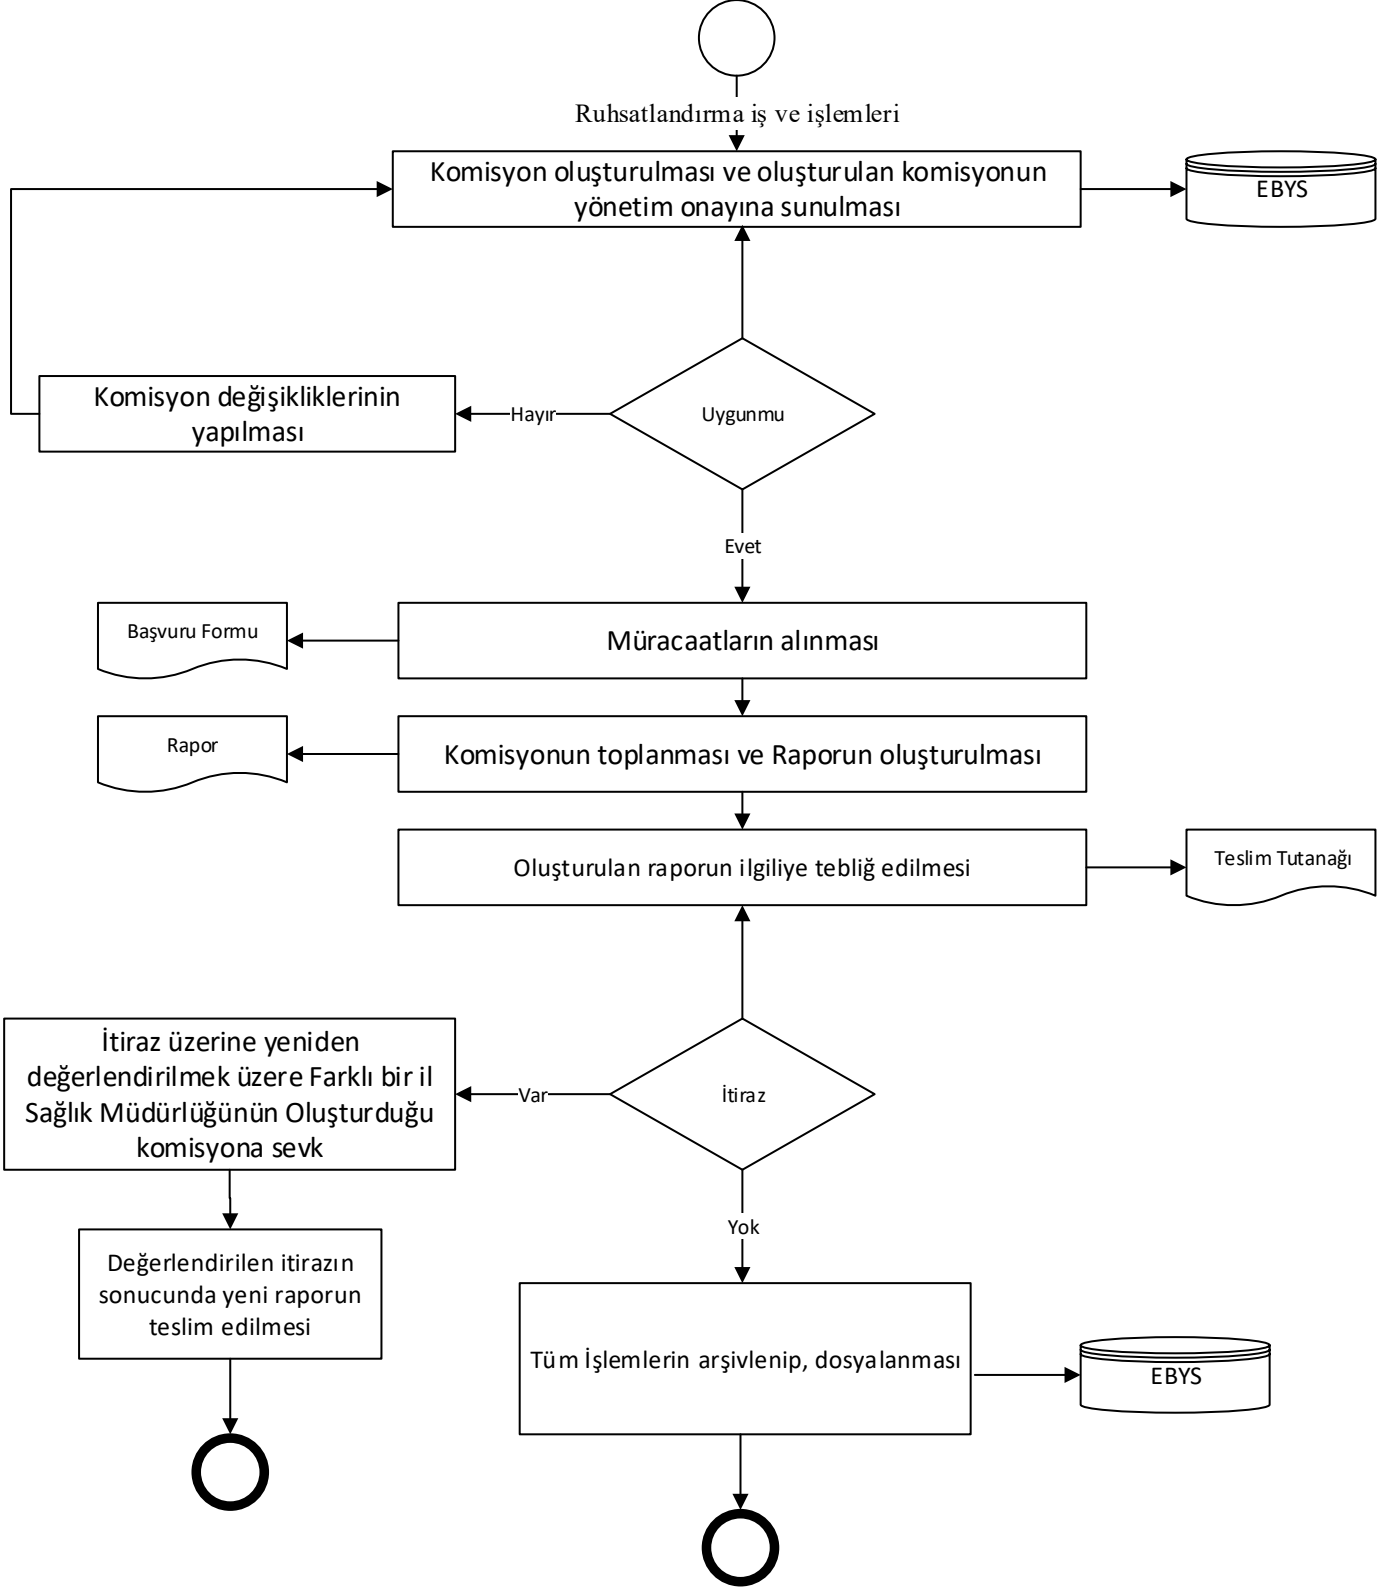 Ruhsatlandırma iş ve işlemleri
Komisyon oluşturulması ve oluşturulan komisyonun
yönetim onayına sunulması
EBYS
Komisyon değişikliklerinin
yapılması
Hayır
Uygunmu
Evet
Başvuru Formu
Müracaatların alınması
Rapor
Komisyonun toplanması ve Raporun oluşturulması
Oluşturulan raporun ilgiliye tebliğ edilmesi
Teslim Tutanağı
İtiraz üzerine yeniden
değerlendirilmek üzere Farklı bir il
Sağlık Müdürlüğünün Oluşturduğu
komisyona sevk
Var
İtiraz
Yok
Değerlendirilen itirazın
sonucunda yeni raporun
teslim edilmesi
Tüm İşlemlerin arşivlenip, dosyalanması
EBYS